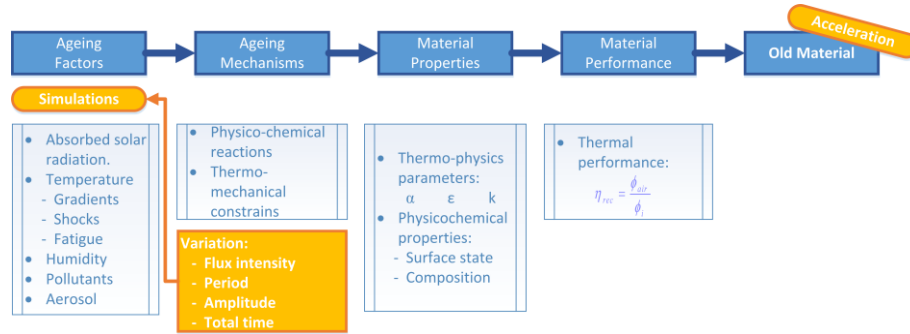 Ageing
Factors
Ageing
Mechanisms
Material
Properties
Material
Performance
Old Material
Acceleration
Simulations
• Absorbed solar
radiation.
• Temperature
- Gradients
- Shocks
- Fatigue
• Humidity
• Pollutants
• Aerosol
• Physico-chemical
reactions
• Thermo-
mechanical
constrains
Variation:
- Flux intensity
- Period
- Amplitude
- Total time
• Thermo-physics
parameters:
α ε k
• Physicochemical
properties:
- Surface state
- Composition
• Thermal
performance:
η_rec = ϕ_air / ϕ_i